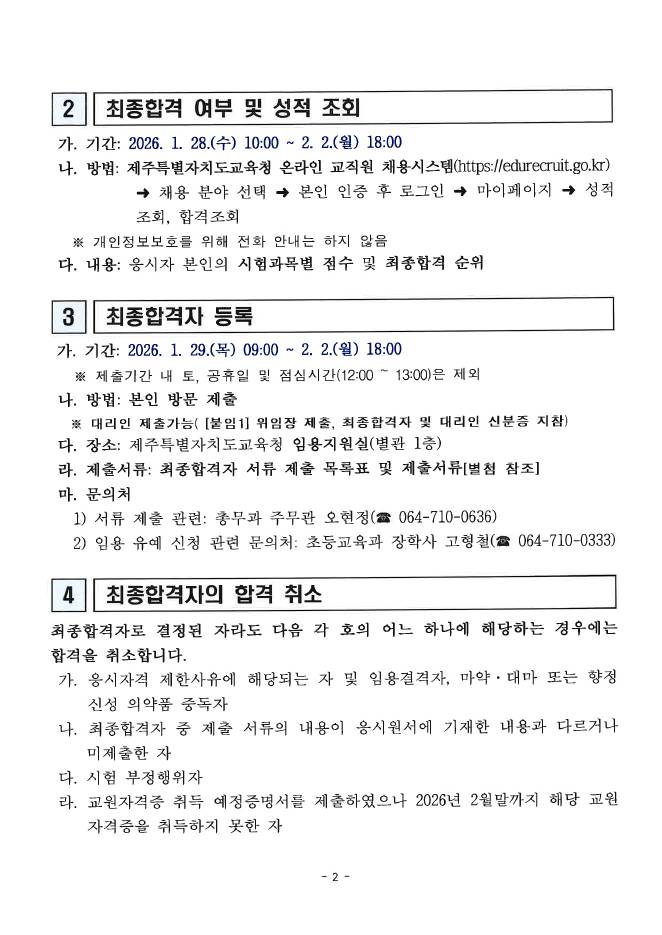 2 최종합격 여부 및 성적 조회
가. 기간: 2026. 1. 28.(수) 10:00 ~ 2. 2.(월) 18:00
나. 방법: 제주특별자치도교육청 온라인 교직원 채용시스템(https://edurecruit.go.kr)
➜ 채용 분야 선택 ➜ 본인 인증 후 로그인 ➜ 마이페이지 ➜ 성적
조회, 합격조회
※ 개인정보보호를 위해 전화 안내는 하지 않음
다. 내용: 응시자 본인의 시험과목별 점수 및 최종합격 순위
3 최종합격자 등록
가. 기간: 2026. 1. 29.(목) 09:00 ~ 2. 2.(월) 18:00
※ 제출기간 내 토, 공휴일 및 점심시간(12:00 ~ 13:00)은 제외
나. 방법: 본인 방문 제출
※ 대리인 제출가능( [붙임1] 위임장 제출, 최종합격자 및 대리인 신분증 지참)
다. 장소: 제주특별자치도교육청 임용지원실(별관 1층)
라. 제출서류: 최종합격자 서류 제출 목록표 및 제출서류[별첨 참조]
마. 문의처
1) 서류 제출 관련: 총무과 주무관 오현정(☎ 064-710-0636)
2) 임용 유예 신청 관련 문의처: 초등교육과 장학사 고형철(☎ 064-710-0333)
4 최종합격자의 합격 취소
최종합격자로 결정된 자라도 다음 각 호의 어느 하나에 해당하는 경우에는
합격을 취소합니다.
가. 응시자격 제한사유에 해당되는 자 및 임용결격자, 마약·대마 또는 향정
신성 의약품 중독자
나. 최종합격자 중 제출 서류의 내용이 응시원서에 기재한 내용과 다르거나
미제출한 자
다. 시험 부정행위자
라. 교원자격증 취득 예정증명서를 제출하였으나 2026년 2월말까지 해당 교원
자격증을 취득하지 못한 자
- 2 -